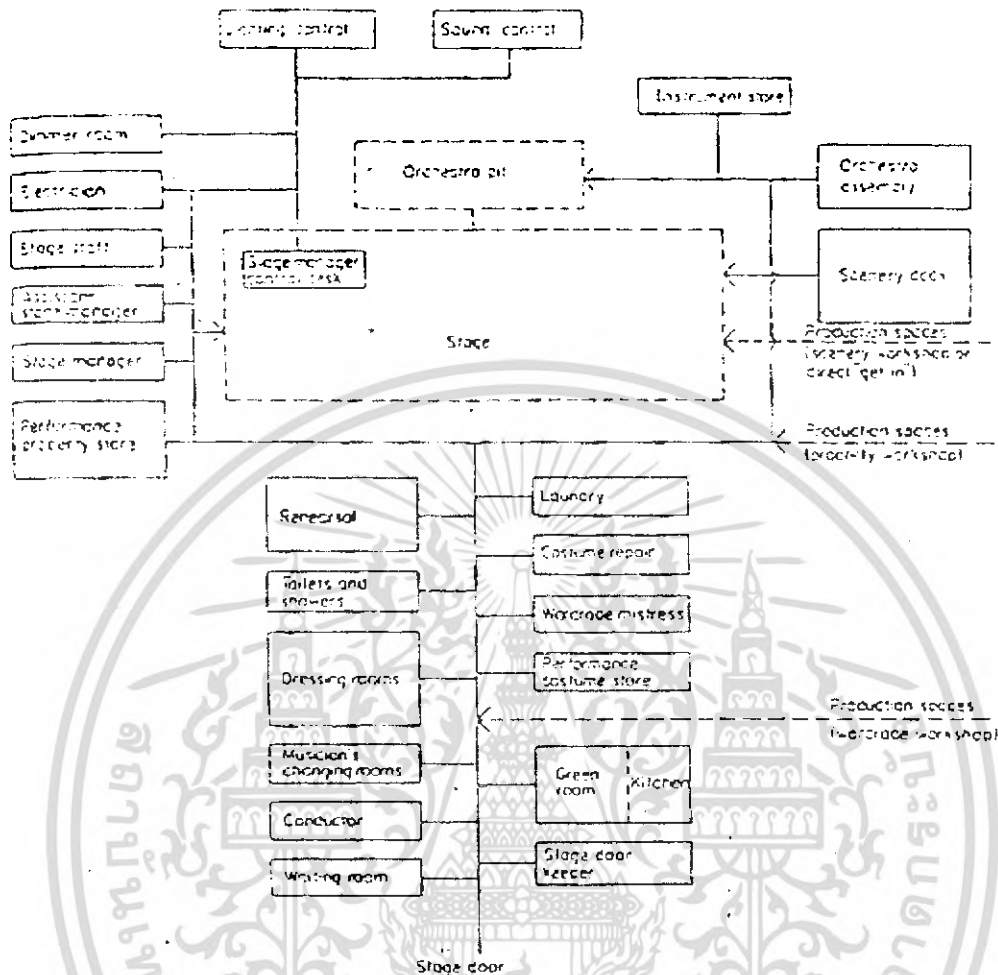 Lighting control
Sound control
Instrument store
Dimmer room
Orchestra pit
Orchestra
assembly
Electrician
Stage staff
Stage manager
control desk
Scenery dock
Assistant
stage manager
Stage
Production spaces
(scenery workshop or
direct "get in")
Stage manager
Performance
property store
Production spaces
(property workshop)
Rehearsal
Laundry
Costume repair
Toilets and
showers
Wardrobe mistress
Dressing rooms
Performance
costume store
Production spaces
(wardrobe workshop)
Musician's
changing rooms
Green
room
Kitchen
Conductor
Stage door
keeper
Waiting room
Stage door